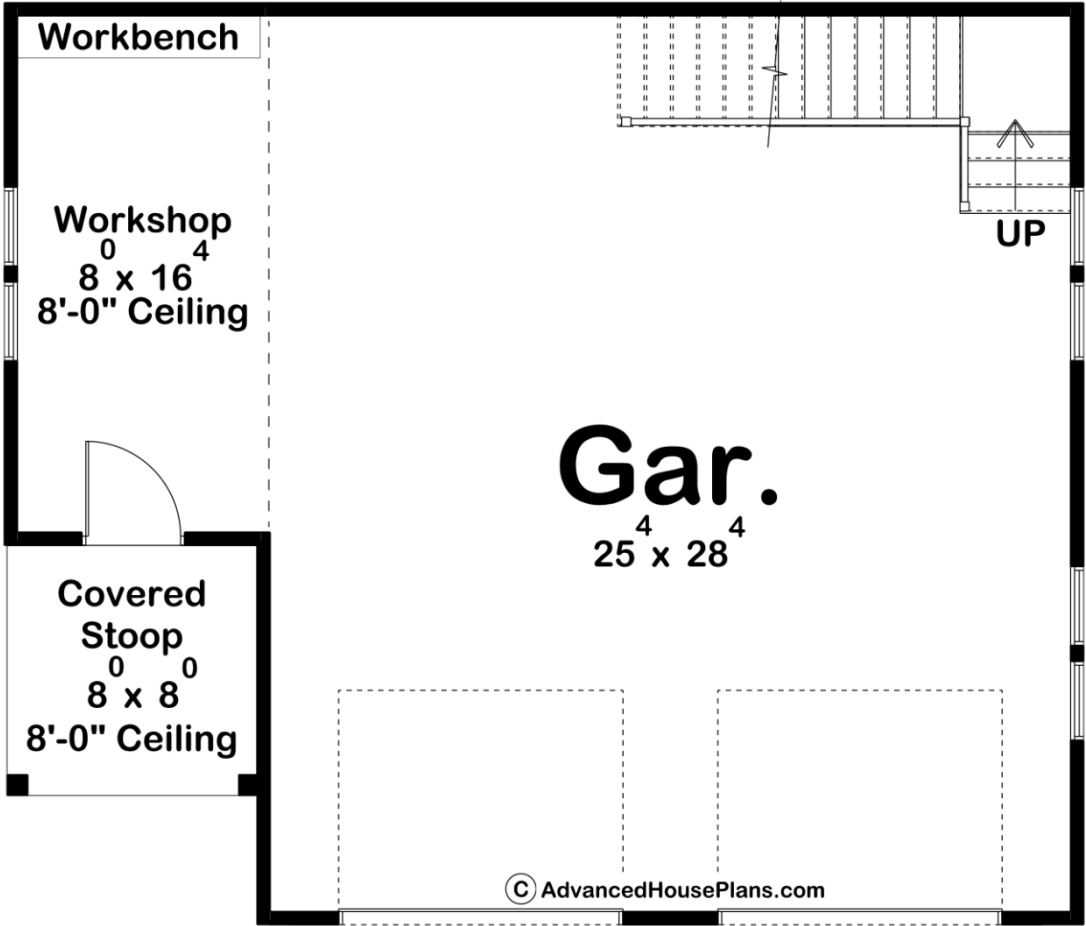 Workbench
Workshop
8⁰ x 16⁴
8'-0" Ceiling
UP
Gar.
25⁴ x 28⁴
Covered
Stoop
8⁰ x 8⁰
8'-0" Ceiling
© AdvancedHousePlans.com